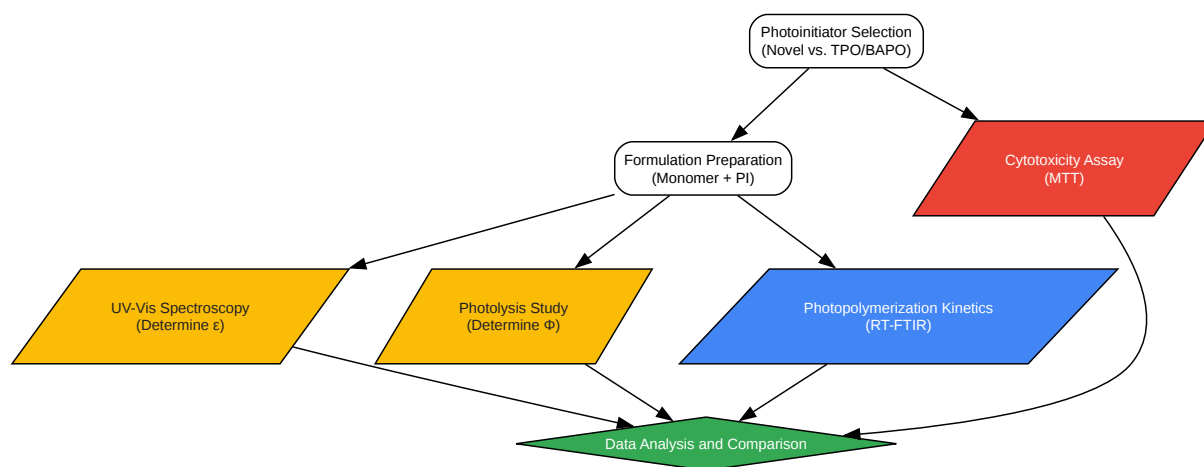 Photoinitiator Selection
(Novel vs. TPO/BAPO)
Cytotoxicity Assay
(MTT)
Formulation Preparation
(Monomer + PI)
UV-Vis Spectroscopy
(Determine ε)
Photolysis Study
(Determine Φ)
Photopolymerization Kinetics
(RT-FTIR)
Data Analysis and Comparison